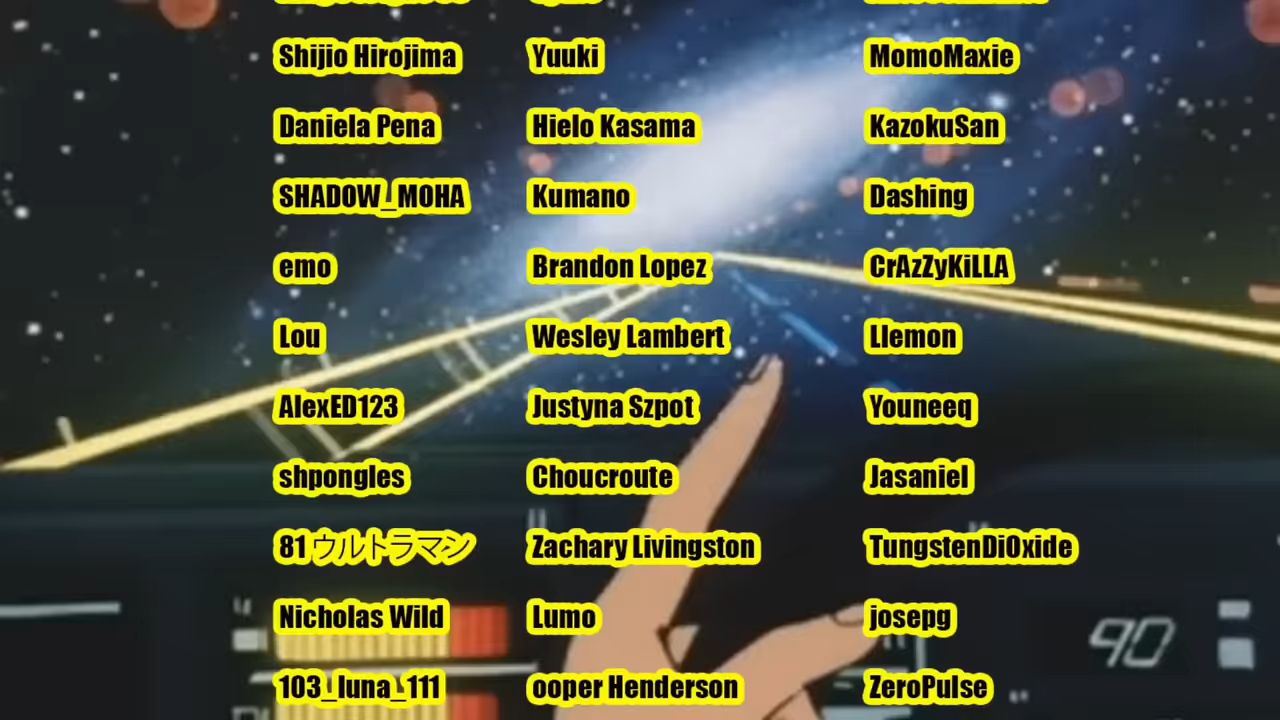 Shijio Hirojima Yuuki MomoMaxie
Daniela Pena Hielo Kasama KazokuSan
SHADOW_MOHA Kumano Dashing
emo Brandon Lopez CrAzZyKiLLA
Lou Wesley Lambert Llemon
AlexED123 Justyna Szpot Youneeq
shpongles Choucroute Jasaniel
81ウルトラマン Zachary Livingston TungstenDiOxide
Nicholas Wild Lumo josepg
90
103_luna_111 ooper Henderson ZeroPulse